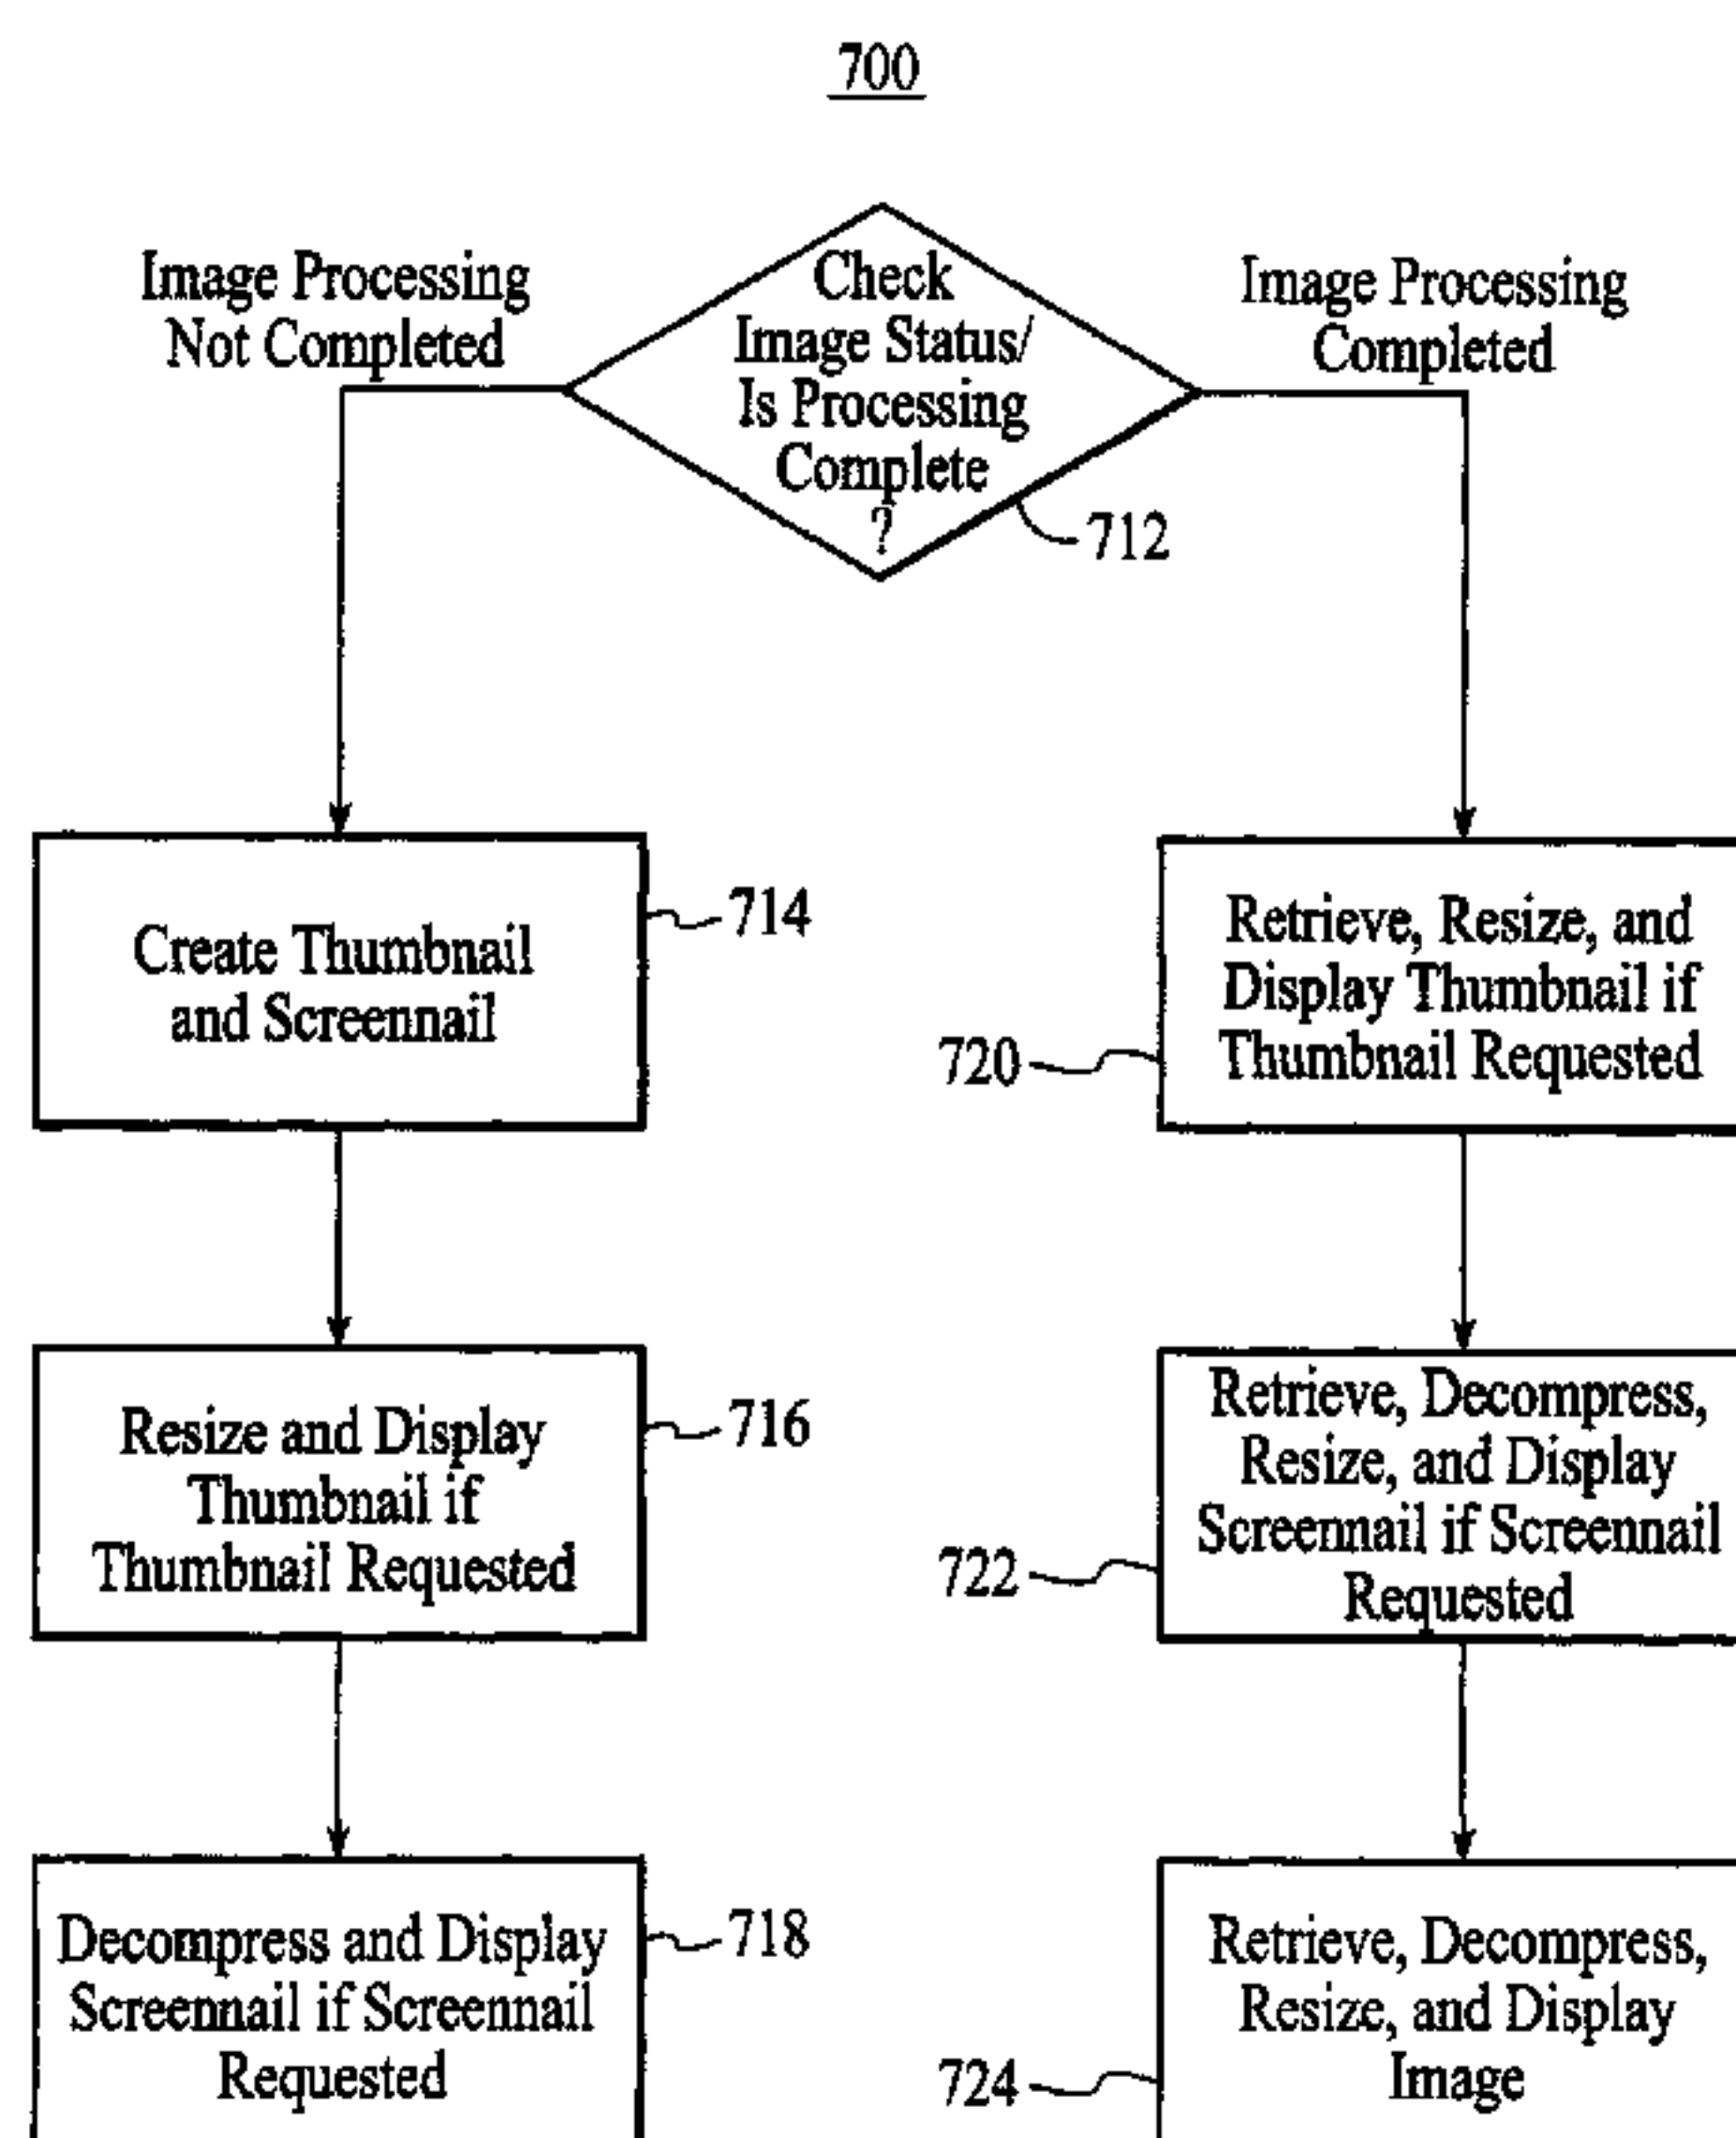 700
Image Processing
Not Completed
Check
Image Status/
Is Processing
Complete
?
712
Image Processing
Completed
Create Thumbnail
and Screennail
714
Resize and Display
Thumbnail if
Thumbnail Requested
716
Decompress and Display
Screennail if Screennail
Requested
718
Retrieve, Resize, and
Display Thumbnail if
Thumbnail Requested
720
Retrieve, Decompress,
Resize, and Display
Screennail if Screennail
Requested
722
Retrieve, Decompress,
Resize, and Display
Image
724